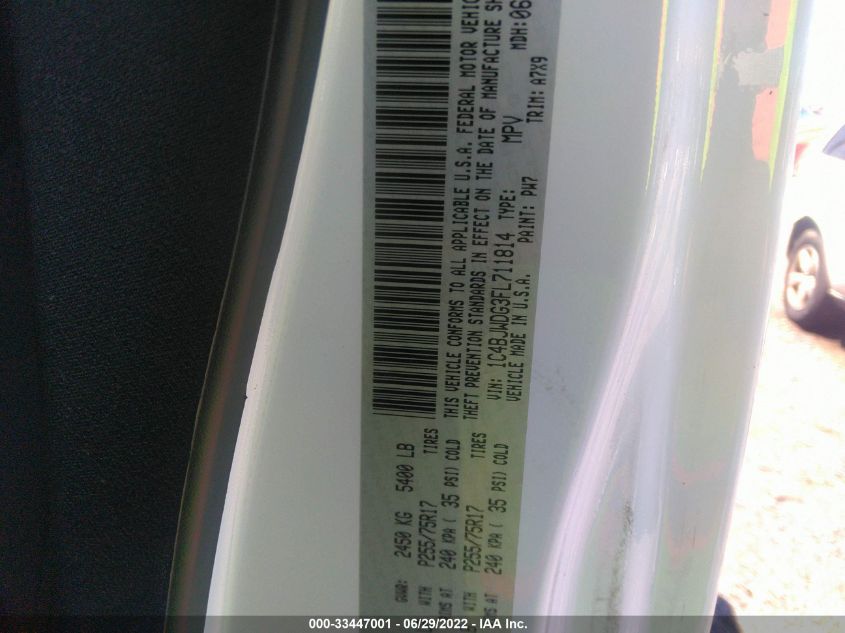 GVWR: 2450 KG 5400 LB
WITH P255/75R17 TIRES
AT 240 KPA ( 35 PSI) COLD
WITH P255/75R17 TIRES
AT 240 KPA ( 35 PSI) COLD
THIS VEHICLE CONFORMS TO ALL APPLICABLE U.S.A. FEDERAL MOTOR
THEFT PREVENTION STANDARDS IN EFFECT ON THE DATE OF MANUFACTURE
VIN: 1C4BJWDG3FL711814 TYPE: MPV MDH:06
VEHICLE MADE IN U.S.A. PAINT: PW7 TRIM: A7X9
000-33447001 - 06/29/2022 - IAA Inc.